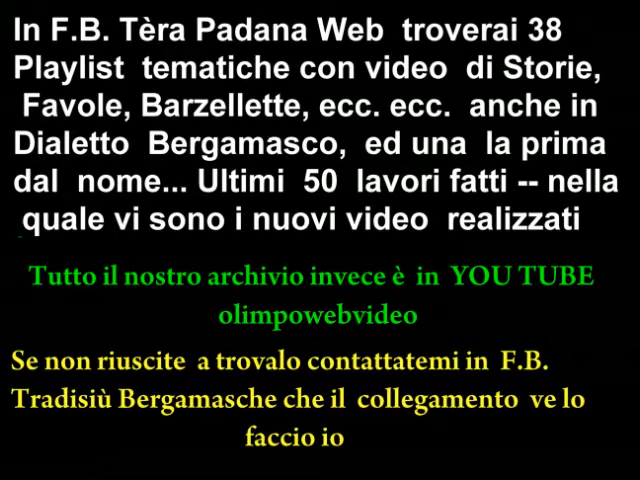 In F.B. Tèra Padana Web troverai 38
Playlist tematiche con video di Storie,
Favole, Barzellette, ecc. ecc. anche in
Dialetto Bergamasco, ed una la prima
dal nome... Ultimi 50 lavori fatti -- nella
quale vi sono i nuovi video realizzati
Tutto il nostro archivio invece è in YOU TUBE
olimpowebvideo
Se non riuscite a trovalo contattatemi in F.B.
Tradisiù Bergamasche che il collegamento ve lo
faccio io